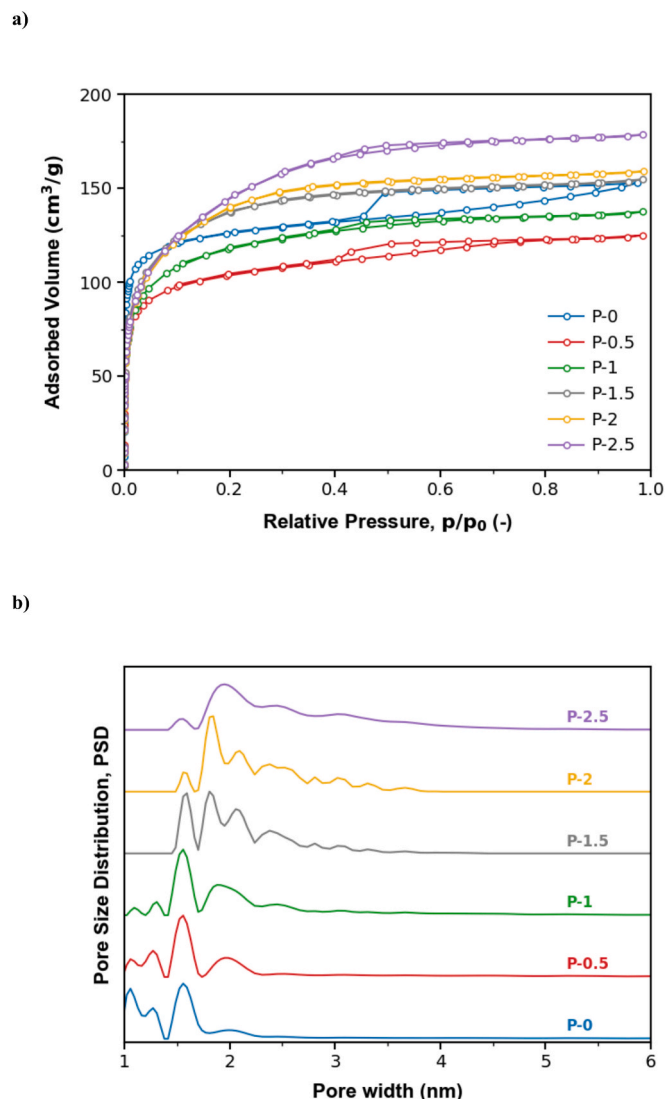 a)
200
150
100
50
0
Adsorbed Volume (cm³/g)
P-0
P-0.5
P-1
P-1.5
P-2
P-2.5
0.0 0.2 0.4 0.6 0.8 1.0
Relative Pressure, p/p₀ (-)
b)
Pore Size Distribution, PSD
P-2.5
P-2
P-1.5
P-1
P-0.5
P-0
1 2 3 4 5 6
Pore width (nm)